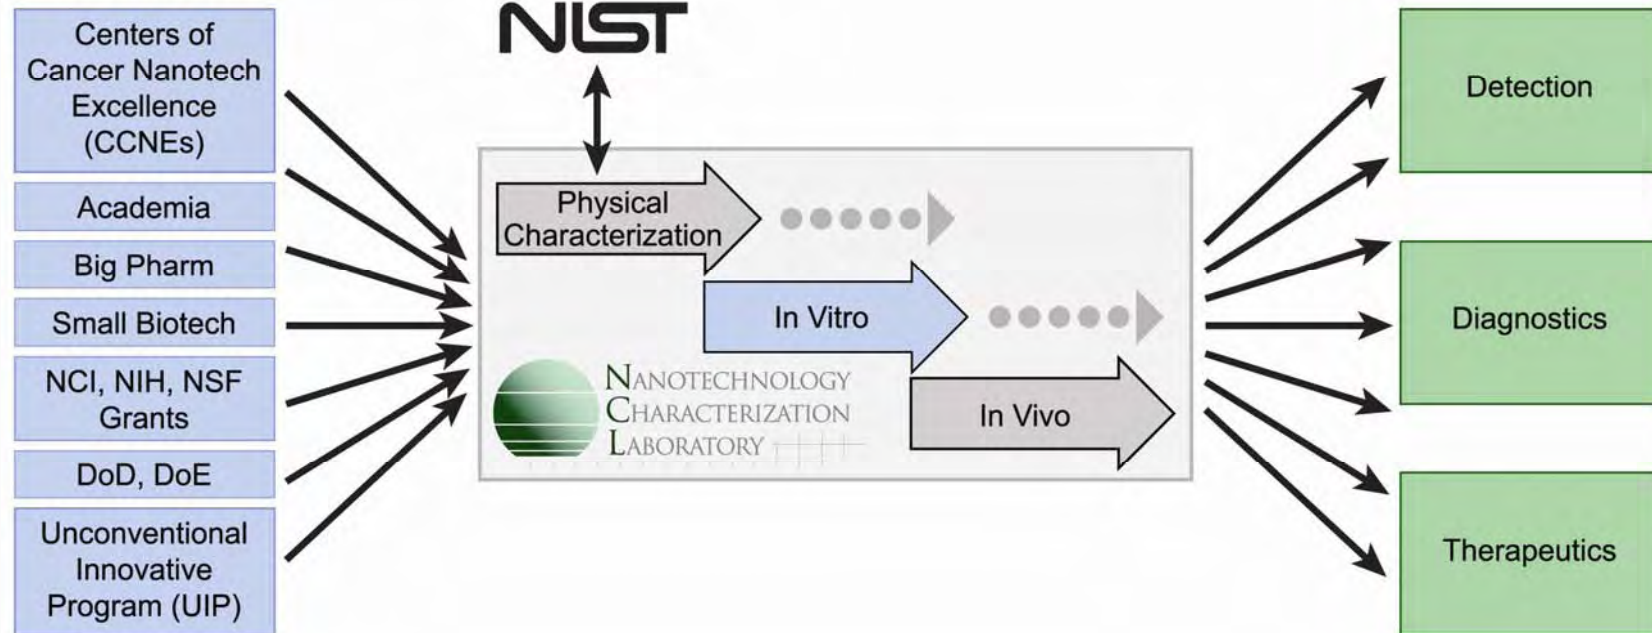 Centers of
Cancer Nanotech
Excellence
(CCNEs)
Academia
Big Pharm
Small Biotech
NCI, NIH, NSF
Grants
DoD, DoE
Unconventional
Innovative
Program (UIP)
NIST
Physical
Characterization
In Vitro
In Vivo
NANOTECHNOLOGY
CHARACTERIZATION
LABORATORY
Detection
Diagnostics
Therapeutics